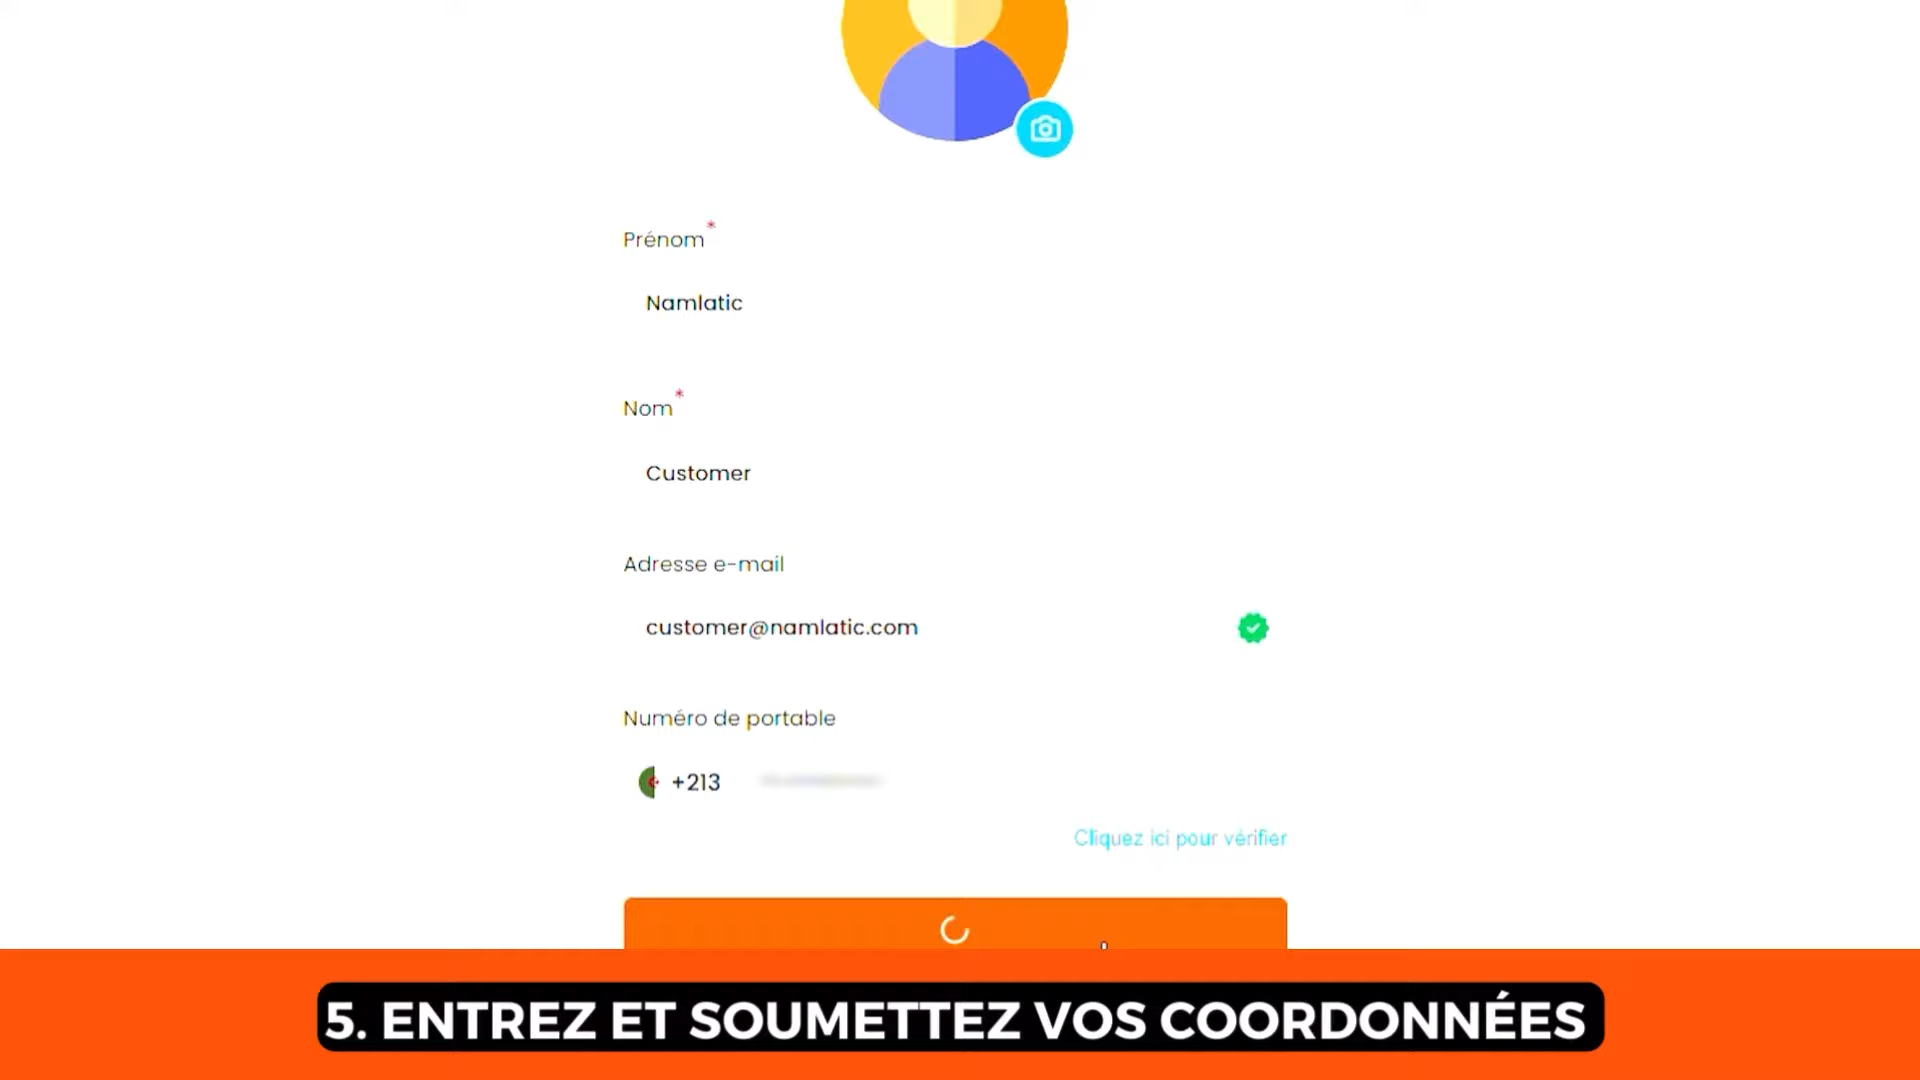 Prénom*
Namlatic
Nom*
Customer
Adresse e-mail
customer@namlatic.com
Numéro de portable
+213
Cliquez ici pour vérifier
5. ENTREZ ET SOUMETTEZ VOS COORDONNÉES